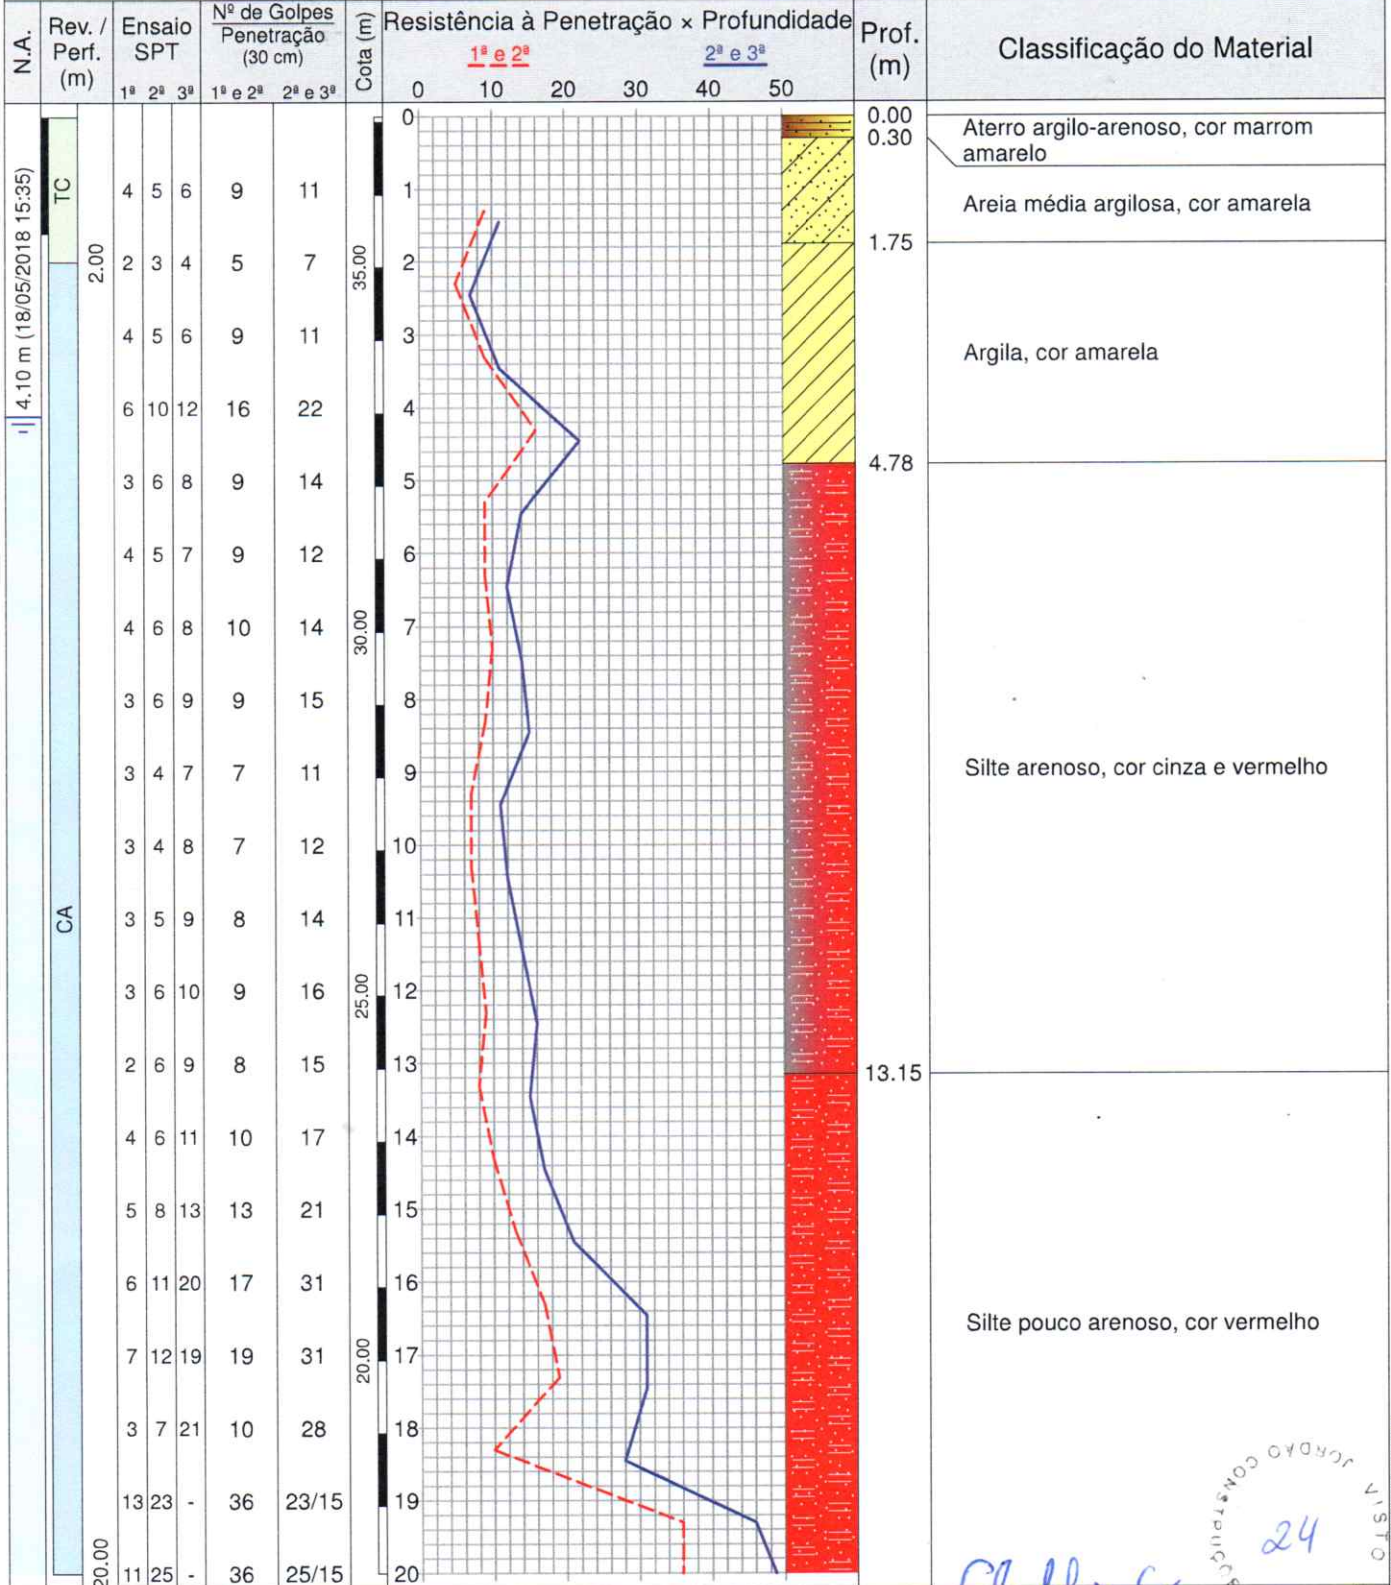 N.A.
Rev. / Perf. (m)
Ensaio SPT
1ª 2ª 3ª
Nº de Golpes
Penetração
(30 cm)
1ª e 2ª 2ª e 3ª
Cota (m)
Resistência à Penetração × Profundidade
1ª e 2ª 2ª e 3ª
0 10 20 30 40 50
Prof. (m)
Classificação do Material
4.10 m (18/05/2018 15:35)
TC
2.00
CA
20.00
4 5 6 9 11
2 3 4 5 7
4 5 6 9 11
6 10 12 16 22
3 6 8 9 14
4 5 7 9 12
4 6 8 10 14
3 6 9 9 15
3 4 7 7 11
3 4 8 7 12
3 5 9 8 14
3 6 10 9 16
2 6 9 8 15
4 6 11 10 17
5 8 13 13 21
6 11 20 17 31
7 12 19 19 31
3 7 21 10 28
13 23 - 36 23/15
11 25 - 36 25/15
35.00
30.00
25.00
20.00
0
1
2
3
4
5
6
7
8
9
10
11
12
13
14
15
16
17
18
19
20
0.00
0.30
1.75
4.78
13.15
Aterro argilo-arenoso, cor marrom
amarelo
Areia média argilosa, cor amarela
Argila, cor amarela
Silte arenoso, cor cinza e vermelho
Silte pouco arenoso, cor vermelho
JORDÃO
VISTO
24